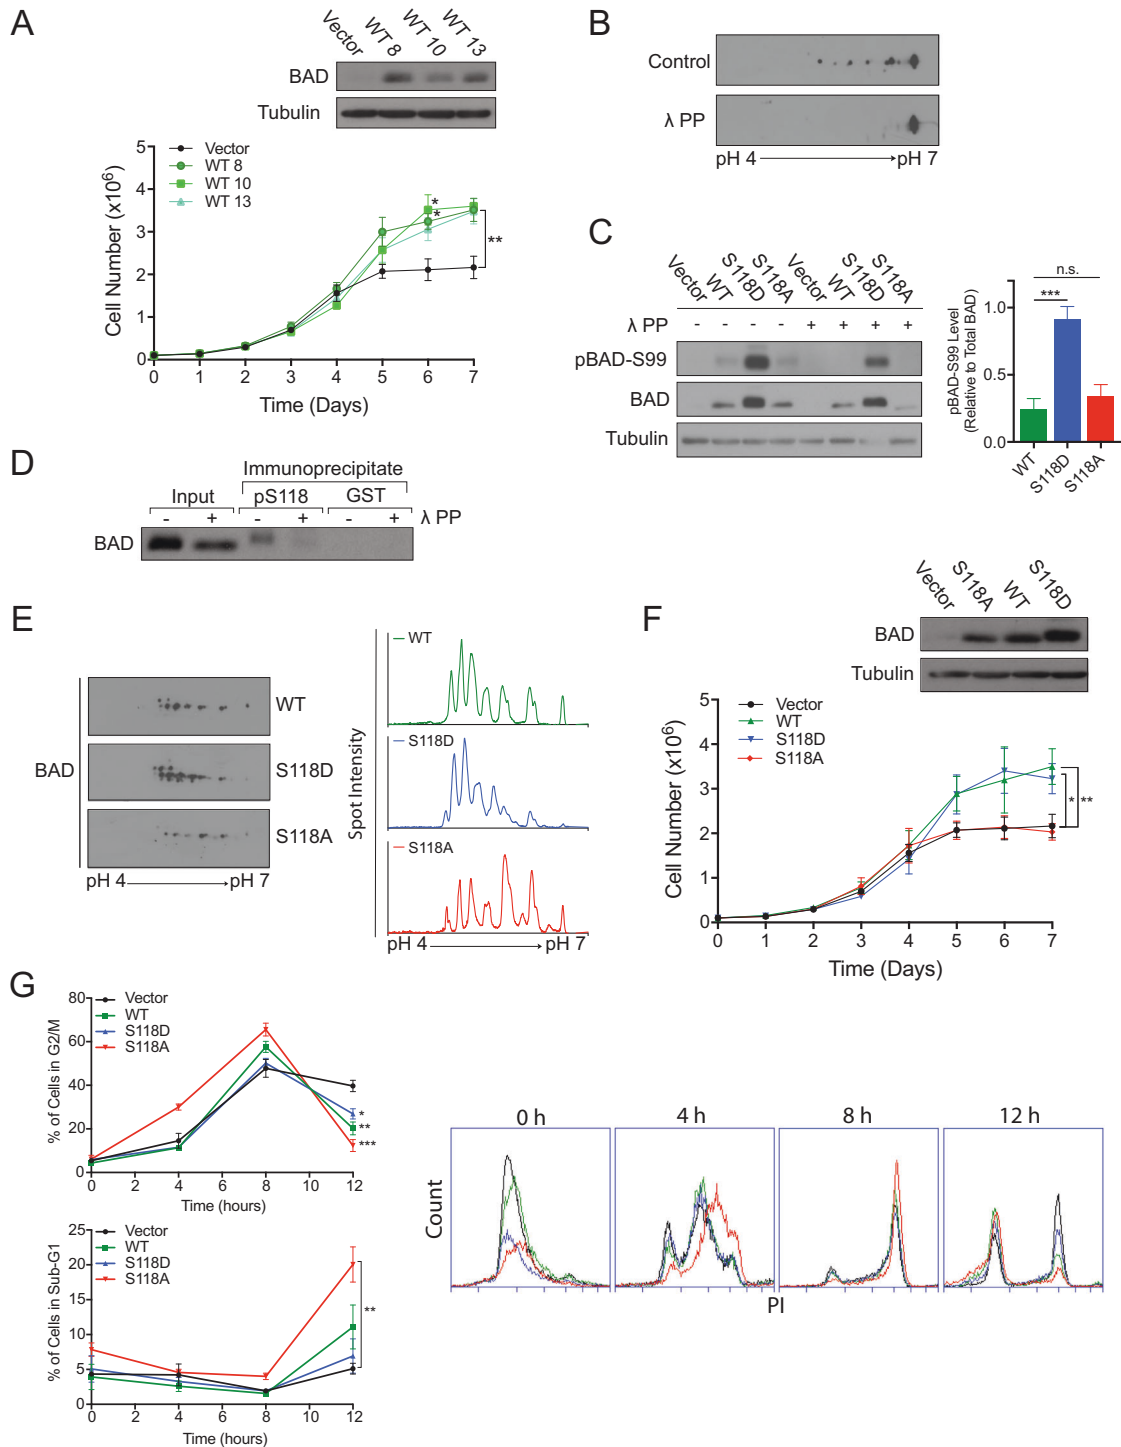 A
Vector
WT 8
WT 10
WT 13
BAD
Tubulin
Vector
WT 8
WT 10
WT 13
Cell Number (x10⁶)
5
4
3
2
1
0
*
*
**
0 1 2 3 4 5 6 7
Time (Days)
B
Control
λ PP
pH 4 pH 7
C
Vector
WT
S118D
S118A
Vector
WT
S118D
S118A
λ PP - - - - + + + +
pBAD-S99
BAD
Tubulin
pBAD-S99 Level
(Relative to Total BAD)
1.0
0.5
0.0
n.s.
***
WT
S118D
S118A
D
Immunoprecipitate
Input pS118 GST
- + - + - + λ PP
BAD
E
BAD
WT
S118D
S118A
pH 4 pH 7
Spot Intensity
WT
S118D
S118A
pH 4 pH 7
F
Vector
S118A
WT
S118D
BAD
Tubulin
Vector
WT
S118D
S118A
Cell Number (x10⁶)
5
4
3
2
1
0
* **
0 1 2 3 4 5 6 7
Time (Days)
G
Vector
WT
S118D
S118A
% of Cells in G2/M
80
60
40
20
0
*
**
***
0 2 4 6 8 10 12
Time (hours)
Vector
WT
S118D
S118A
% of Cells in Sub-G1
25
20
15
10
5
0
**
0 2 4 6 8 10 12
Time (hours)
0 h 4 h 8 h 12 h
Count
PI